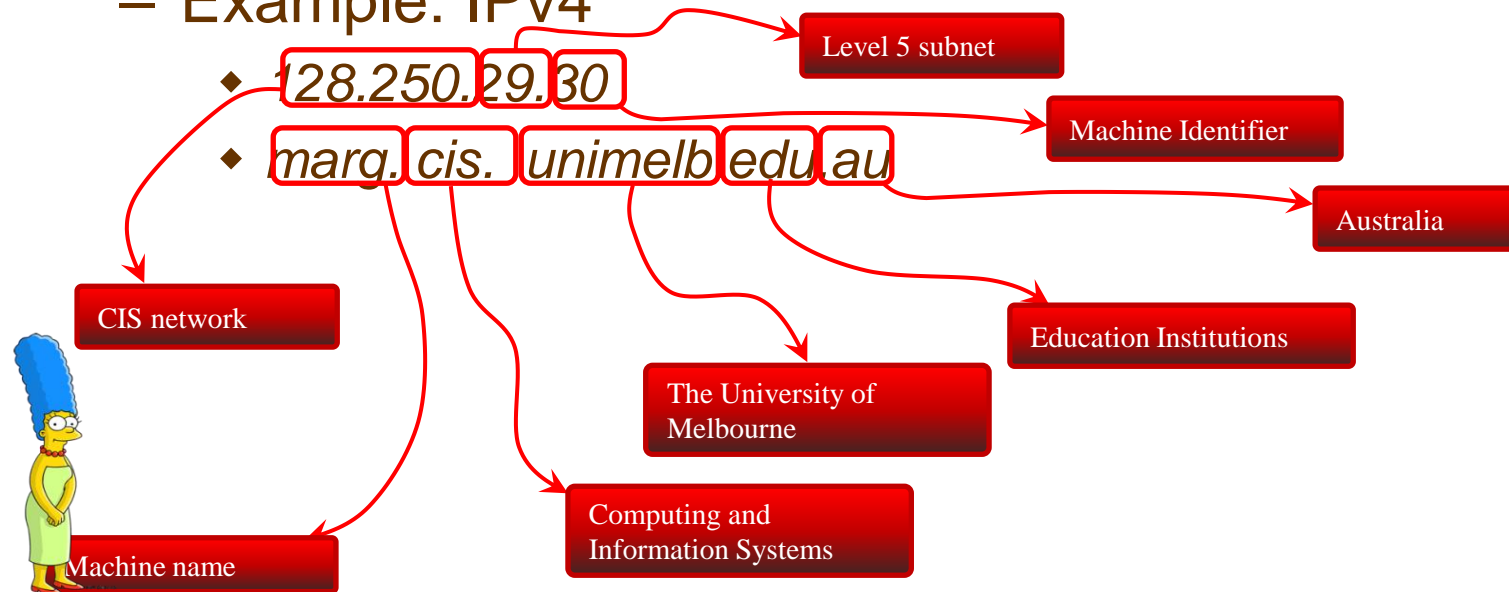 – Example: IPv4
128.250.29.30
marg. cis. unimelb.edu.au
Level 5 subnet
Machine Identifier
Australia
CIS network
Education Institutions
The University of
Melbourne
Computing and
Information Systems
Machine name